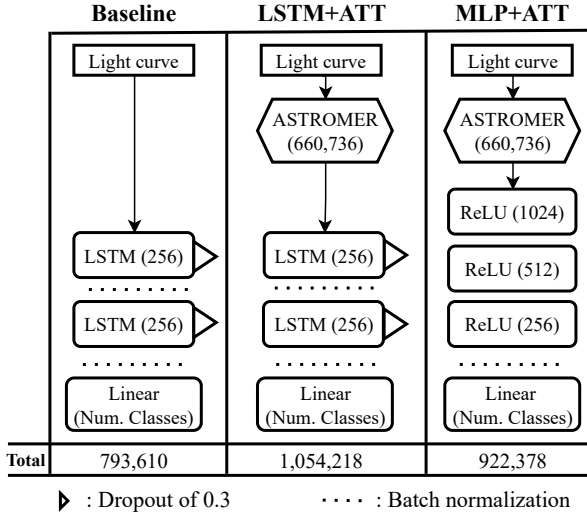 Baseline LSTM+ATT MLP+ATT
Light curve Light curve Light curve
ASTROMER ASTROMER
(660,736) (660,736)
ReLU (1024)
LSTM (256) LSTM (256) ReLU (512)
LSTM (256) LSTM (256) ReLU (256)
Linear Linear Linear
(Num. Classes) (Num. Classes) (Num. Classes)
Total 793,610 1,054,218 922,378
: Dropout of 0.3 : Batch normalization